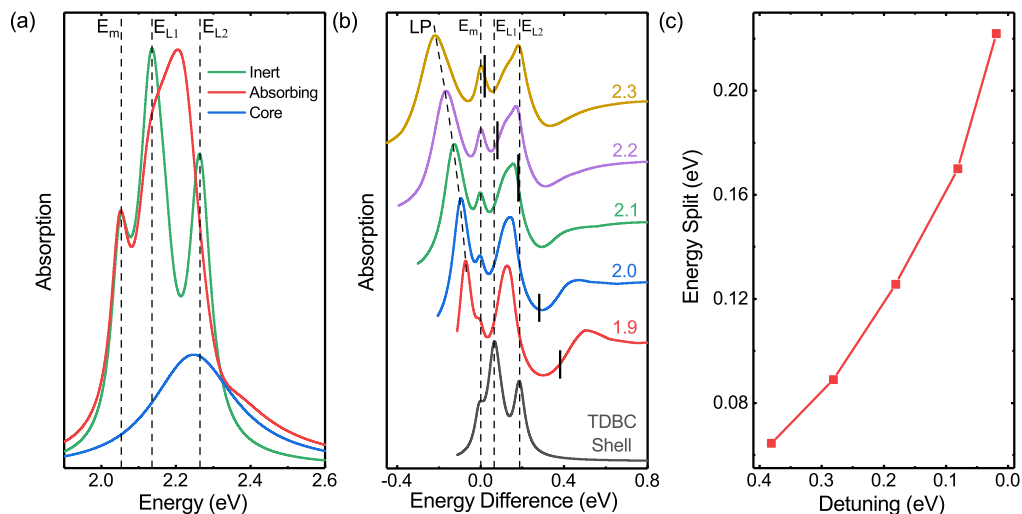 (a)
E_m
E_L1
E_L2
Inert
Absorbing
Core
Absorption
2.0
2.2
2.4
2.6
Energy (eV)
(b)
LP
E_m
E_L1
E_L2
2.3
2.2
2.1
2.0
1.9
TDBC
Shell
Absorption
-0.4
0.0
0.4
0.8
Energy Difference (eV)
(c)
0.20
0.16
0.12
0.08
Energy Split (eV)
0.4
0.3
0.2
0.1
0.0
Detuning (eV)